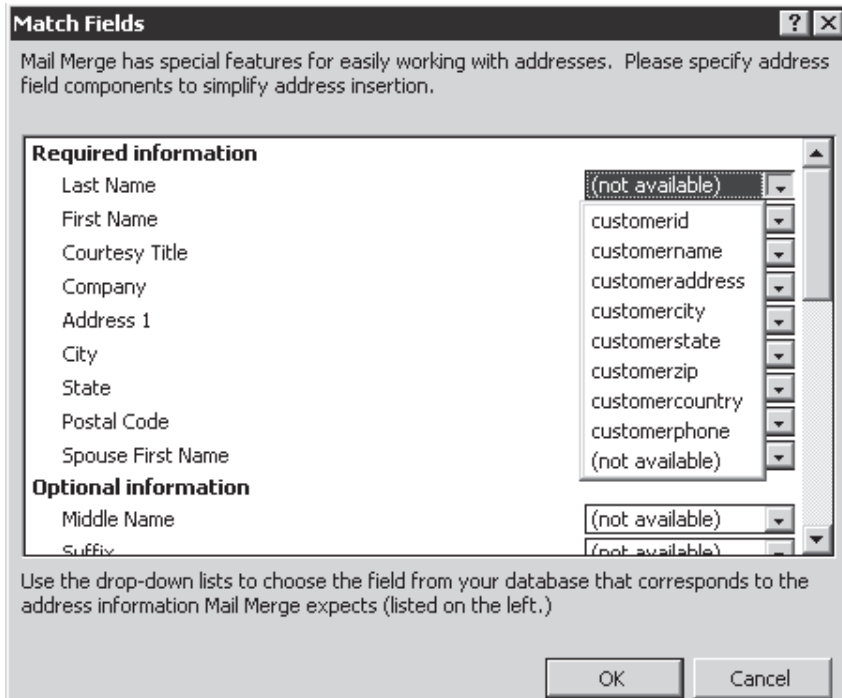 Match Fields
Mail Merge has special features for easily working with addresses. Please specify address
field components to simplify address insertion.
Required information
Last Name (not available)
First Name customerid
Courtesy Title customername
Company customeraddress
Address 1 customercity
City customerstate
State customerzip
Postal Code customercountry
customerphone
Spouse First Name (not available)
Optional information
Middle Name (not available)
Suffix (not available)
Use the drop-down lists to choose the field from your database that corresponds to the
address information Mail Merge expects (listed on the left.)
OK Cancel